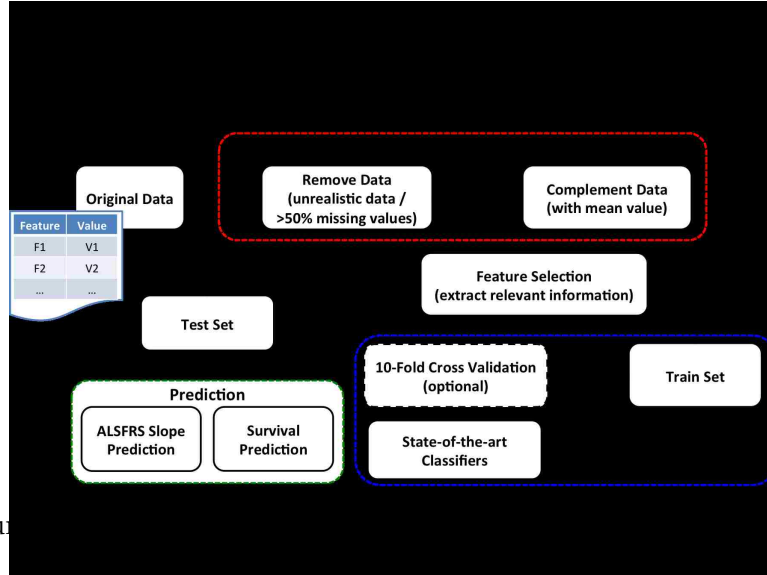 Original Data
Remove Data
(unrealistic data /
>50% missing values)
Complement Data
(with mean value)
Feature Value
F1 V1
F2 V2
... ...
Feature Selection
(extract relevant information)
Test Set
10-Fold Cross Validation
(optional)
Train Set
Prediction
ALSFRS Slope
Prediction
Survival
Prediction
State-of-the-art
Classifiers